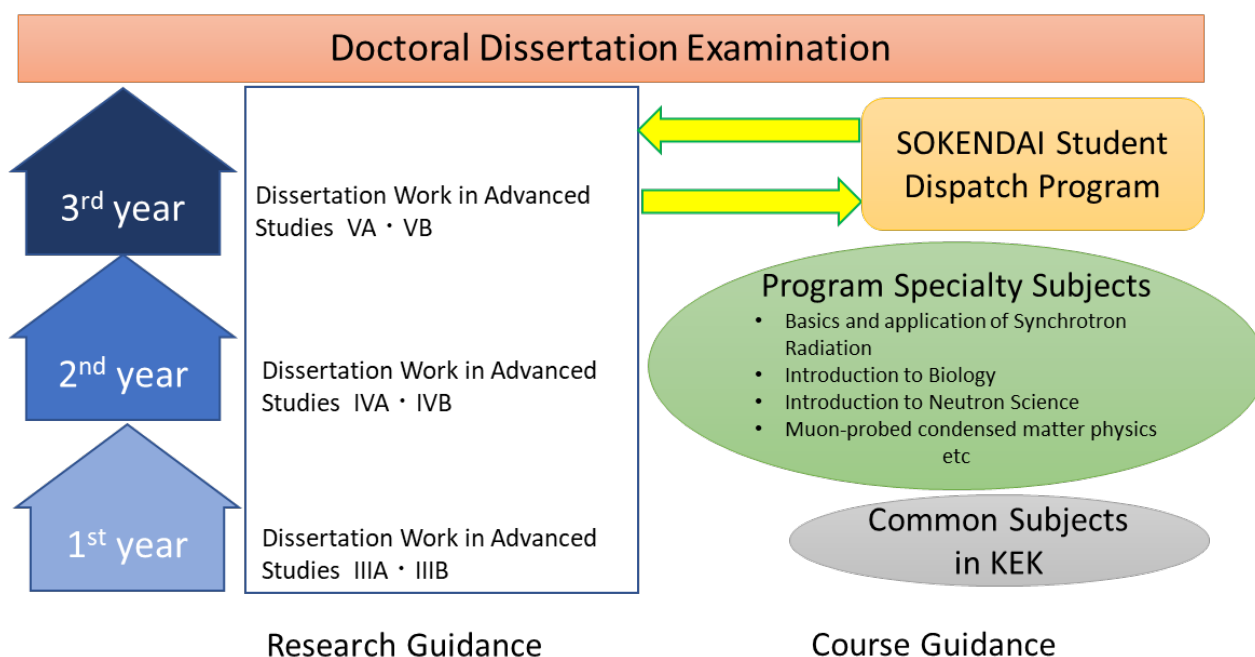 Doctoral Dissertation Examination
3rd year
Dissertation Work in Advanced
Studies VA・VB
SOKENDAI Student
Dispatch Program
2nd year
Dissertation Work in Advanced
Studies IVA・IVB
Program Specialty Subjects
• Basics and application of Synchrotron
Radiation
• Introduction to Biology
• Introduction to Neutron Science
• Muon-probed condensed matter physics
etc
1st year
Dissertation Work in Advanced
Studies IIIA・IIIB
Common Subjects
in KEK
Research Guidance
Course Guidance